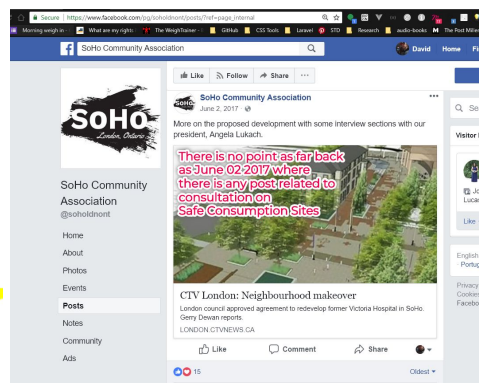 Secure | https://www.facebook.com/pg/soholdnont/posts/?ref=page_internal
Morning weigh in
What are my rights
The WeighTrainer
GitHub
CSS Tools
Laravel
STD
Research
audio-books
The Post Millen
SoHo Community Association
David
Home
SOHO
London, Ontario
SoHo Community
Association
@soholdnont
Home
About
Photos
Events
Posts
Notes
Community
Ads
Like
Follow
Share
SoHo Community Association
June 2, 2017
More on the proposed development with some interview sections with our
president, Angela Lukach.
There is no point as far back
as June 02 2017 where
there is any post related to
consultation on
Safe Consumption Sites
CTV London: Neighbourhood makeover
London council approved agreement to redevelop former Victoria Hospital in SoHo.
Gerry Dewan reports.
LONDON.CTVNEWS.CA
Like
Comment
Share
15
Oldest
Visitor
Like
English
Privacy
Cookies